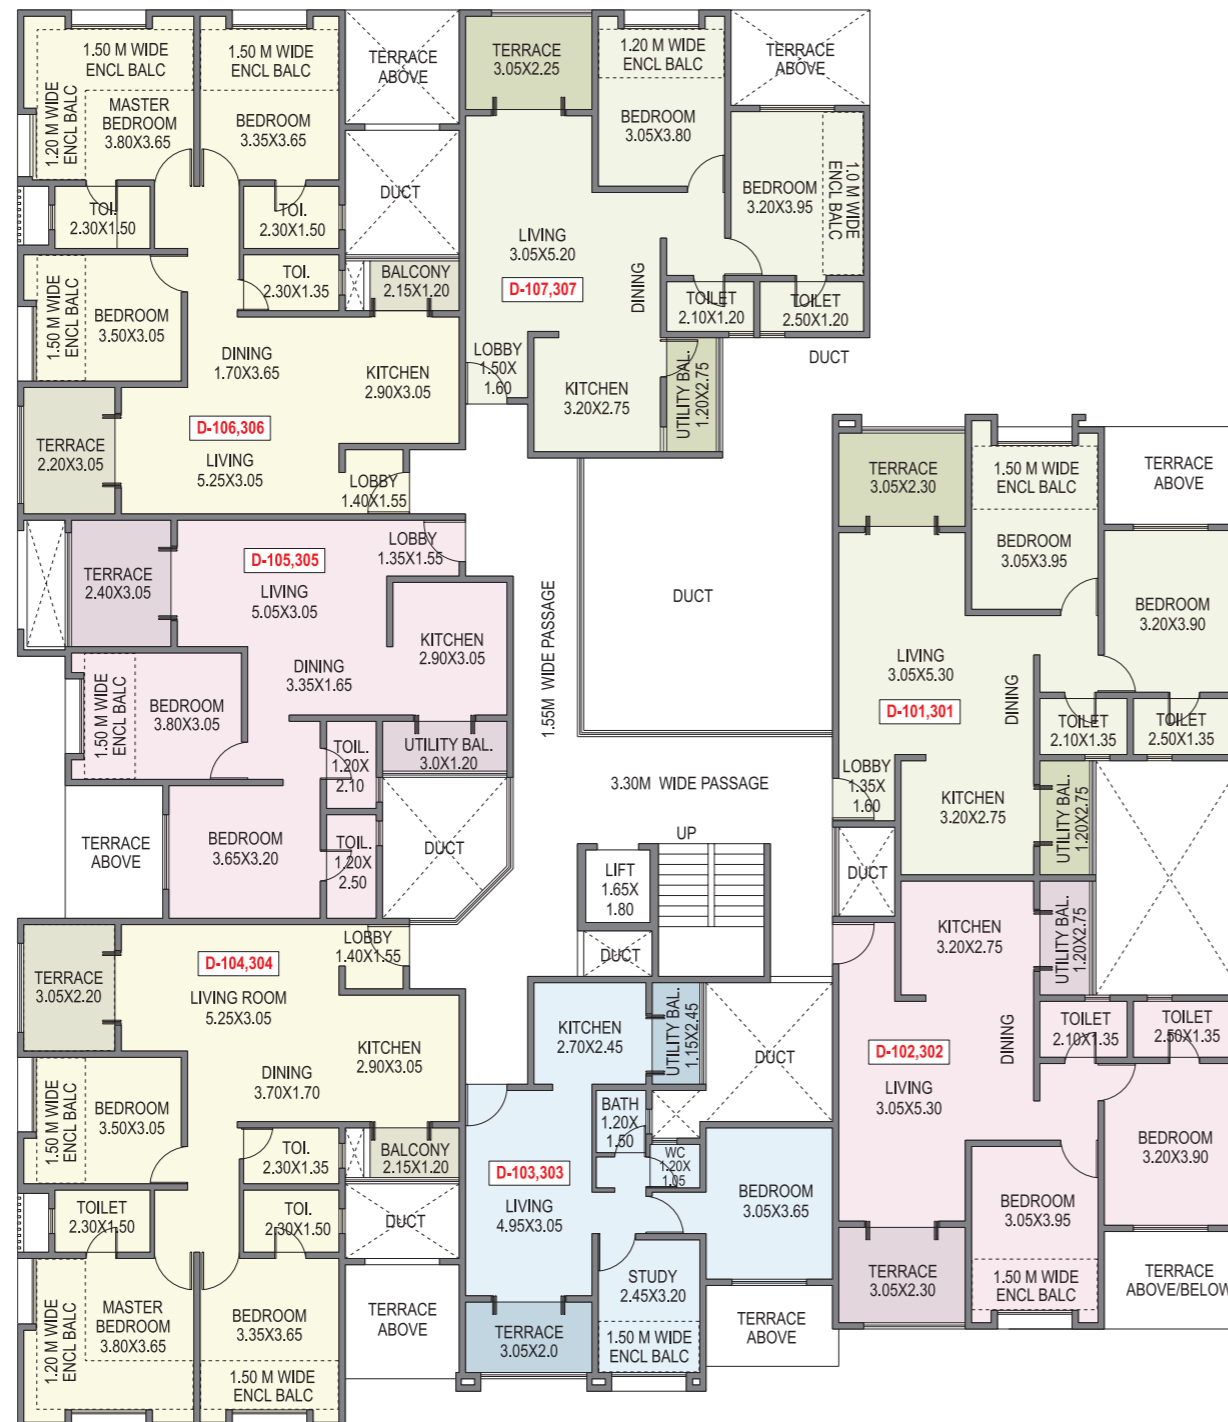 1.50 M WIDE
ENCL BALC
1.20 M WIDE
ENCL BALC
MASTER
BEDROOM
3.80X3.65
1.50 M WIDE
ENCL BALC
BEDROOM
3.35X3.65
TERRACE
ABOVE
DUCT
TOI.
2.30X1.50
TOI.
2.30X1.50
TOI.
2.30X1.35
BALCONY
2.15X1.20
1.50 M WIDE
ENCL BALC
BEDROOM
3.50X3.05
DINING
1.70X3.65
KITCHEN
2.90X3.05
D-106,306
TERRACE
2.20X3.05
LIVING
5.25X3.05
LOBBY
1.40X1.55
TERRACE
3.05X2.25
1.20 M WIDE
ENCL BALC
BEDROOM
3.05X3.80
TERRACE
ABOVE
BEDROOM
3.20X3.95
1.0 M WIDE
ENCL BALC
LIVING
3.05X5.20
D-107,307
DINING
TOILET
2.10X1.20
TOILET
2.50X1.20
DUCT
LOBBY
1.50X
1.60
KITCHEN
3.20X2.75
UTILITY BAL.
1.20X2.75
D-105,305
LOBBY
1.35X1.55
TERRACE
2.40X3.05
LIVING
5.05X3.05
KITCHEN
2.90X3.05
DINING
3.35X1.65
1.50 M WIDE
ENCL BALC
BEDROOM
3.80X3.05
TOIL.
1.20X
2.10
UTILITY BAL.
3.0X1.20
TERRACE
ABOVE
BEDROOM
3.65X3.20
TOIL.
1.20X
2.50
DUCT
1.55M WIDE PASSAGE
DUCT
3.30M WIDE PASSAGE
UP
LIFT
1.65X
1.80
DUCT
TERRACE
3.05X2.30
1.50 M WIDE
ENCL BALC
BEDROOM
3.05X3.95
TERRACE
ABOVE
BEDROOM
3.20X3.90
LIVING
3.05X5.30
D-101,301
DINING
TOILET
2.10X1.35
TOILET
2.50X1.35
LOBBY
1.35X
1.60
KITCHEN
3.20X2.75
UTILITY BAL.
1.20X2.75
DUCT
KITCHEN
3.20X2.75
UTILITY BAL.
1.20X2.75
DINING
TOILET
2.10X1.35
TOILET
2.50X1.35
D-102,302
LIVING
3.05X5.30
BEDROOM
3.20X3.90
BEDROOM
3.05X3.95
TERRACE
3.05X2.30
1.50 M WIDE
ENCL BALC
TERRACE
ABOVE/BELOW
LOBBY
1.40X1.55
D-104,304
TERRACE
3.05X2.20
LIVING ROOM
5.25X3.05
KITCHEN
2.90X3.05
DINING
3.70X1.70
1.50 M WIDE
ENCL BALC
BEDROOM
3.50X3.05
TOI.
2.30X1.35
BALCONY
2.15X1.20
TOILET
2.30X1.50
TOI.
2.30X1.50
DUCT
1.20 M WIDE
ENCL BALC
MASTER
BEDROOM
3.80X3.65
BEDROOM
3.35X3.65
1.50 M WIDE
ENCL BALC
TERRACE
ABOVE
KITCHEN
2.70X2.45
UTILITY BAL.
1.15X2.45
DUCT
BATH
1.20X
1.50
WC
1.20X
1.05
D-103,303
LIVING
4.95X3.05
BEDROOM
3.05X3.65
STUDY
2.45X3.20
TERRACE
3.05X2.0
1.50 M WIDE
ENCL BALC
TERRACE
ABOVE